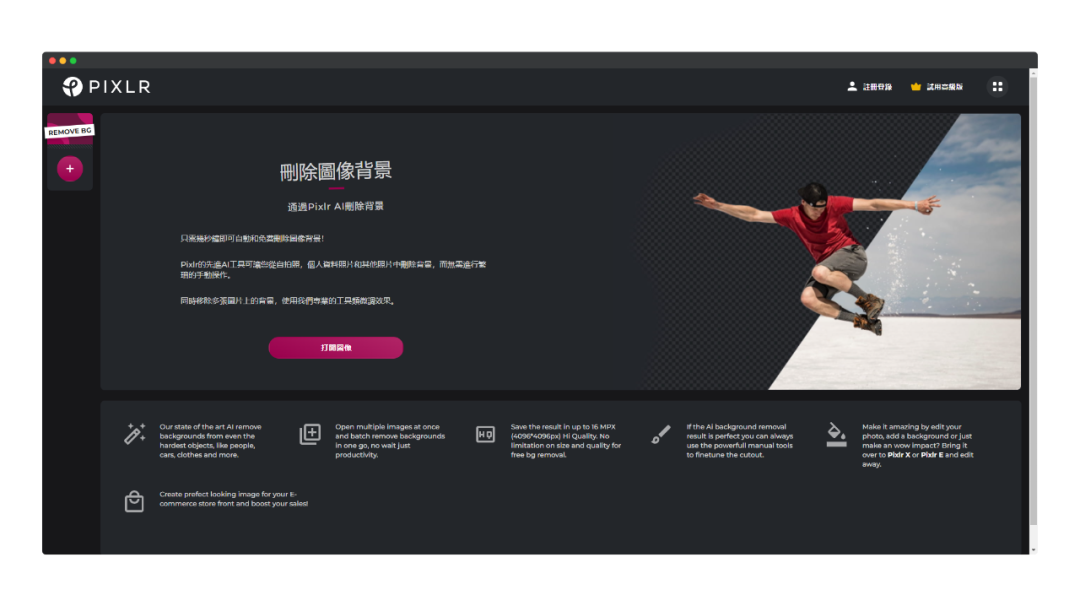 PIXLR
註冊登錄
試用高級版
REMOVE BG
刪除圖像背景
通過Pixlr AI刪除背景
只需幾秒鐘即可自動和免費刪除圖像背景!
Pixlr的先進AI工具可讓您從自拍照，個人資料照片和其他照片中刪除背景，而無需進行繁
瑣的手動操作。
同時移除多張圖片上的背景，使用我們專業的工具類微調效果。
打開圖像
Our state of the art AI remove
backgrounds from even the
hardest objects, like people,
cars, clothes and more.
Open multiple images at once
and batch remove backgrounds
in one go, no wait just
productivity.
HQ
Save the result in up to 16 MPX
(4096*4096px) Hi Quality. No
limitation on size and quality for
free bg removal.
If the AI background removal
result is perfect you can always
use the powerfull manual tools
to finetune the cutout.
Make it amazing by edit your
photo, add a background or just
make an wow impact? Bring it
over to Pixlr X or Pixlr E and edit
away.
Create prefect looking image for your E-
commerce store front and boost your sales!